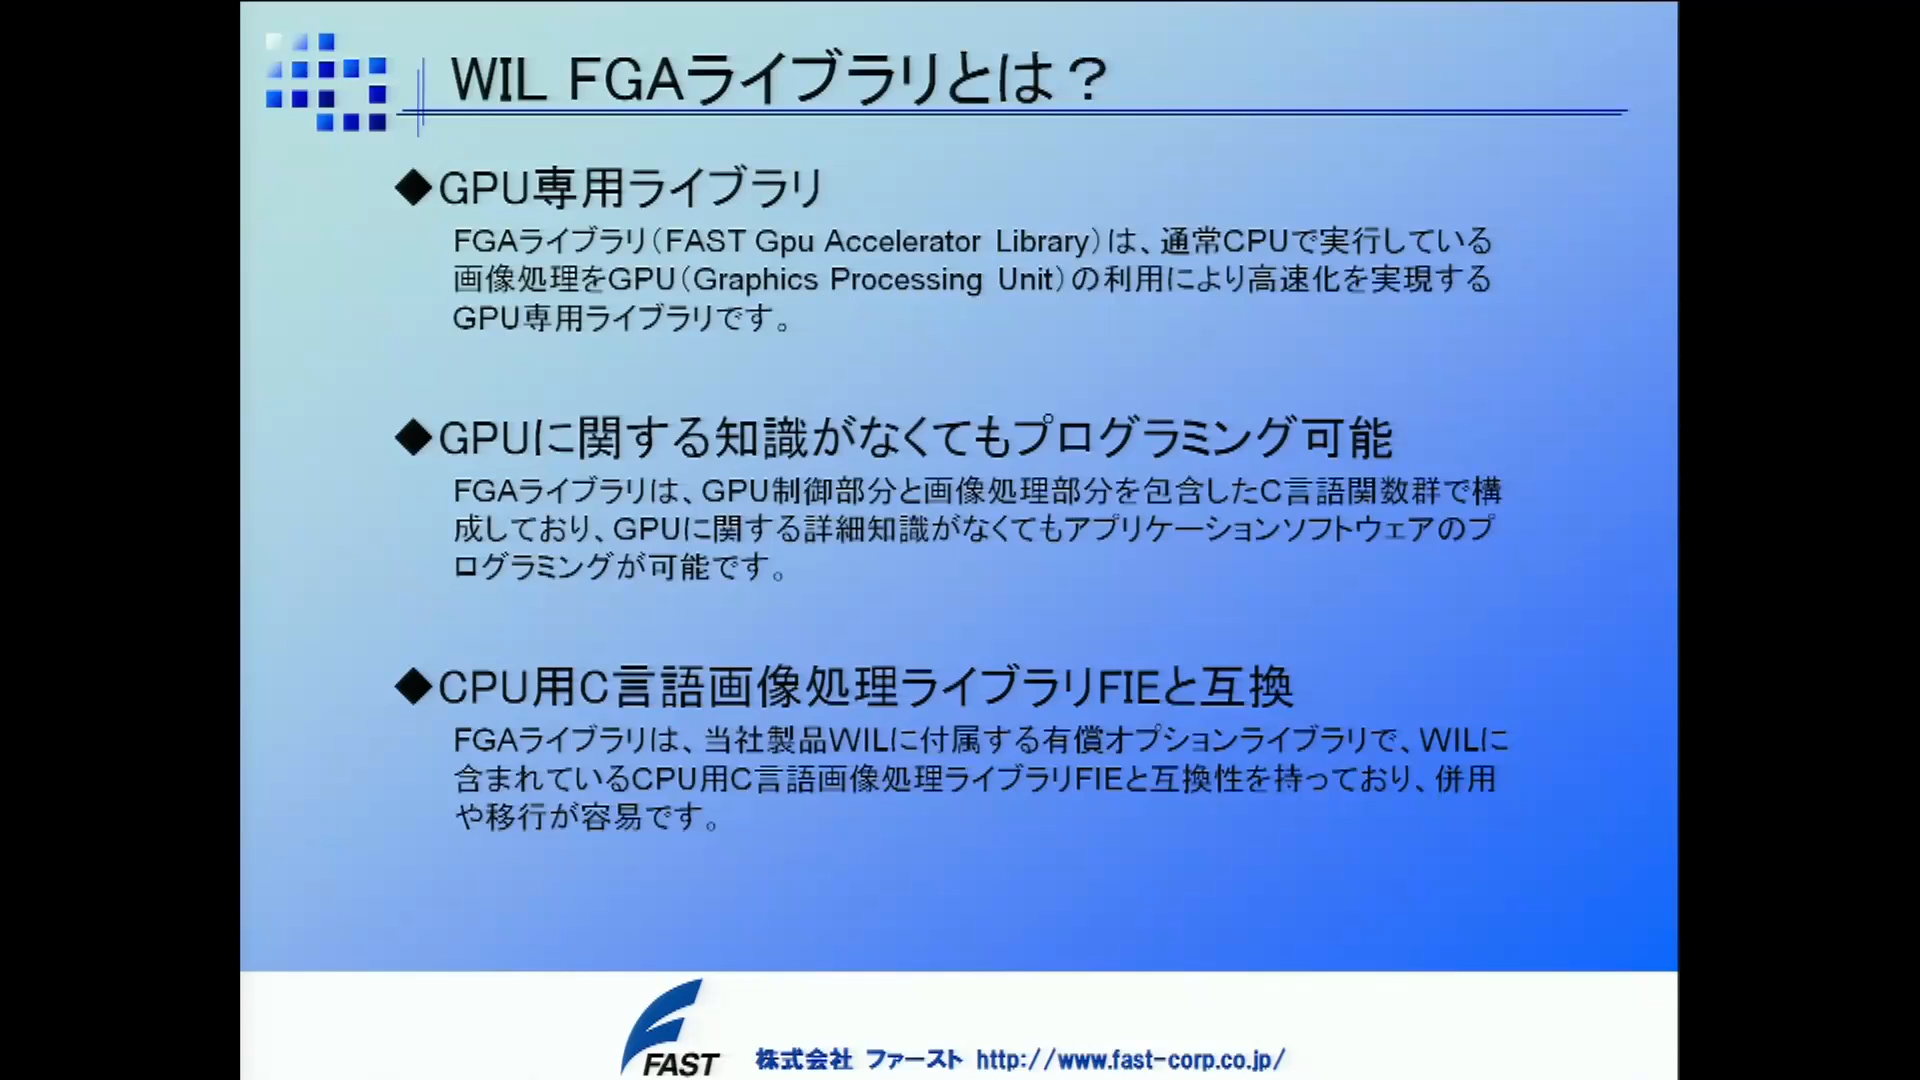 WIL FGAライブラリとは？
◆GPU専用ライブラリ
FGAライブラリ（FAST Gpu Accelerator Library）は、通常CPUで実行している
画像処理をGPU（Graphics Processing Unit）の利用により高速化を実現する
GPU専用ライブラリです。
◆GPUに関する知識がなくてもプログラミング可能
FGAライブラリは、GPU制御部分と画像処理部分を包含したC言語関数群で構
成しており、GPUに関する詳細知識がなくてもアプリケーションソフトウェアのプ
ログラミングが可能です。
◆CPU用C言語画像処理ライブラリFIEと互換
FGAライブラリは、当社製品WILに付属する有償オプションライブラリで、WILに
含まれているCPU用C言語画像処理ライブラリFIEと互換性を持っており、併用
や移行が容易です。
FAST 株式会社 ファースト http://www.fast-corp.co.jp/